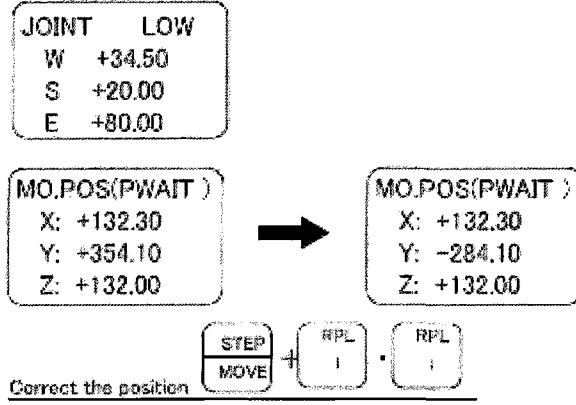 JOINT LOW
W +34.50
S +20.00
E +80.00
MO.POS(PWAIT )
X: +132.30
Y: +354.10
Z: +132.00
MO.POS(PWAIT )
X: +132.30
Y: -284.10
Z: +132.00
STEP
MOVE
+
RPL
.
RPL
Correct the position